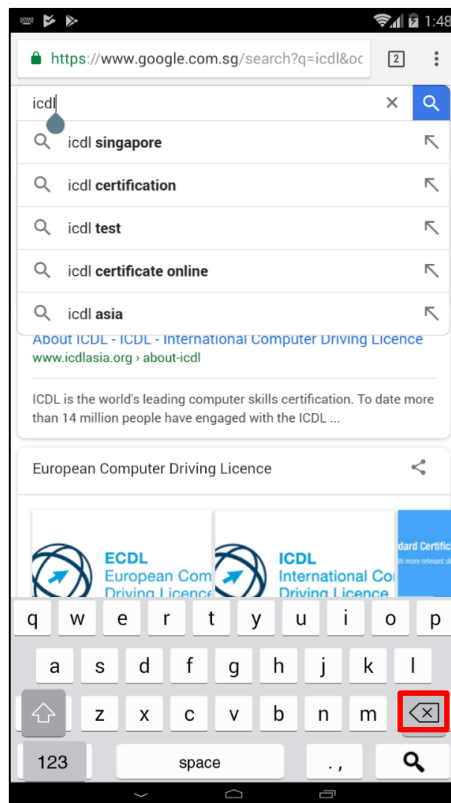 1:48
https://www.google.com.sg/search?q=icdl&oc
2
icdl
icdl singapore
icdl certification
icdl test
icdl certificate online
icdl asia
About ICDL - ICDL - International Computer Driving Licence
www.icdlasia.org › about-icdl
ICDL is the world's leading computer skills certification. To date more
than 14 million people have engaged with the ICDL ...
European Computer Driving Licence
ECDL
European Com
Driving Licence
ICDL
International Co
Driving Licence
dard Certific
q w e r t y u i o p
a s d f g h j k l
z x c v b n m
123 space . ,